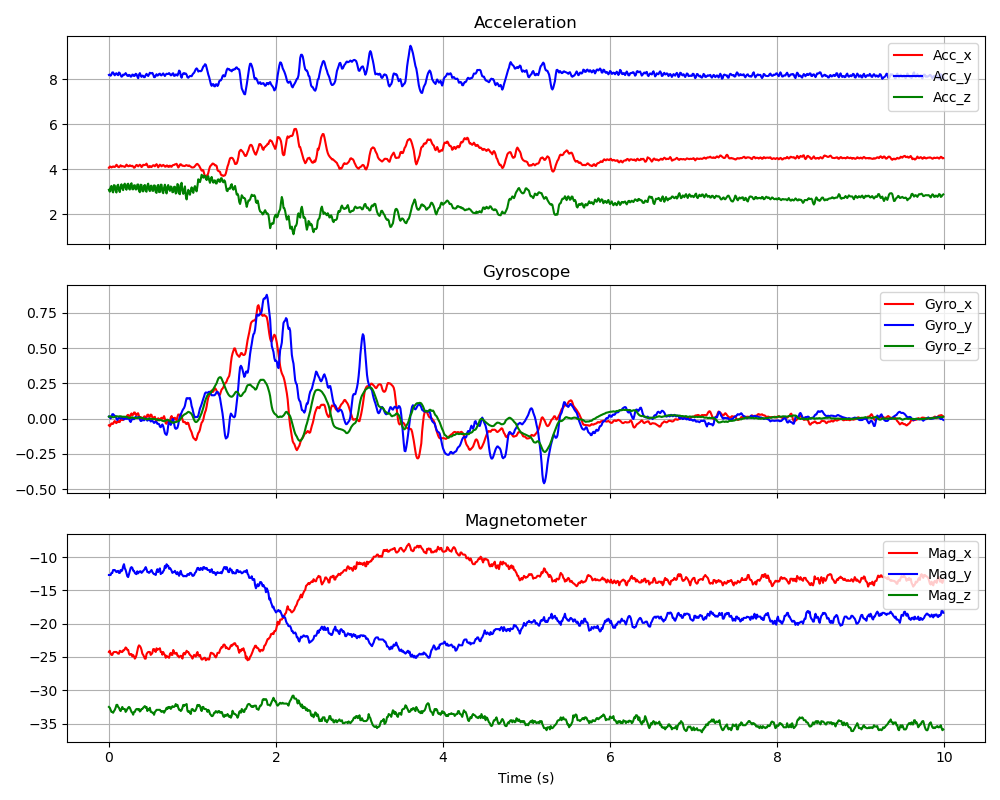 Acceleration
8
6
4
2
Acc_x
Acc_y
Acc_z
Gyroscope
0.75
0.50
0.25
0.00
−0.25
−0.50
Gyro_x
Gyro_y
Gyro_z
Magnetometer
−10
−15
−20
−25
−30
−35
Mag_x
Mag_y
Mag_z
0 2 4 6 8 10
Time (s)